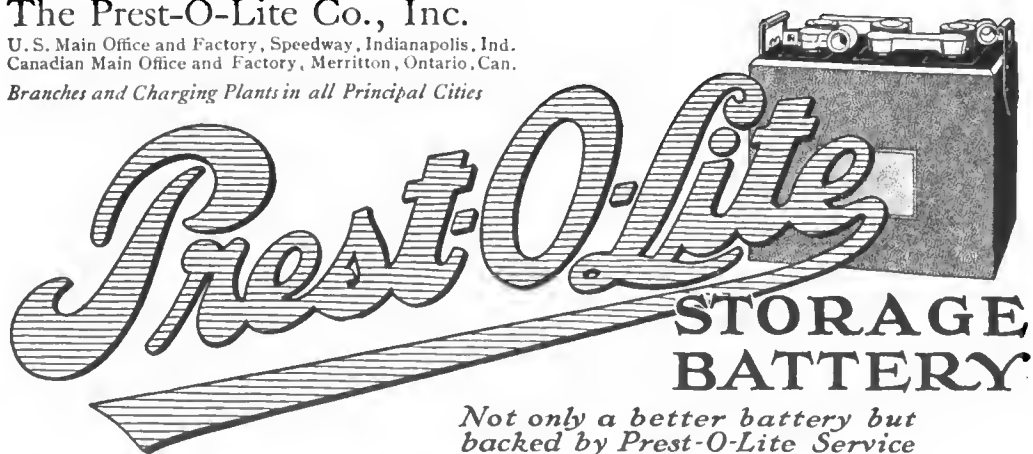 The Prest-O-Lite Co., Inc.
U. S. Main Office and Factory, Speedway, Indianapolis, Ind.
Canadian Main Office and Factory, Merritton, Ontario, Can.
Branches and Charging Plants in all Principal Cities
Prest-O-Lite
STORAGE
BATTERY
Not only a better battery but
backed by Prest-O-Lite Service